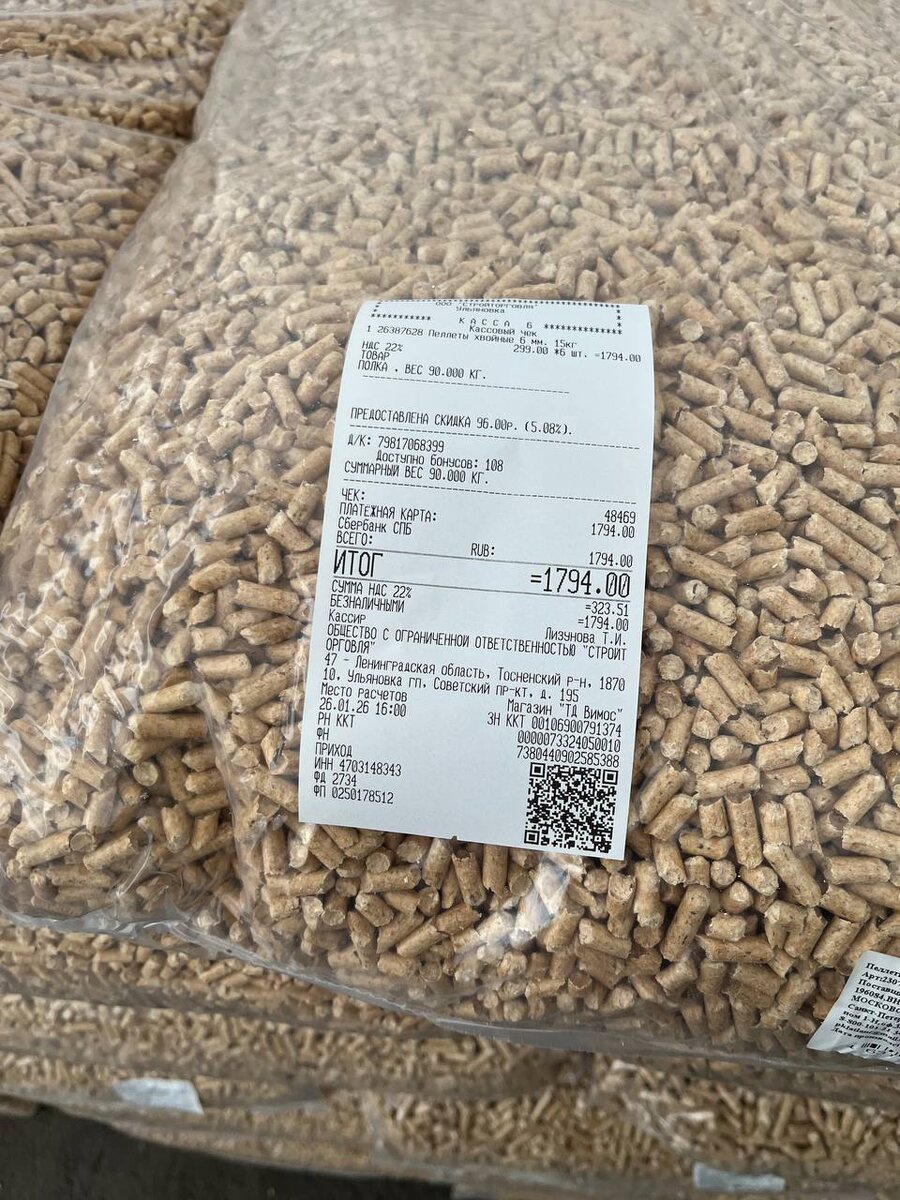 ООО "СТРОЙТОРГОВЛЯ"
УЛЬЯНОВКА
*********** КАССА 6 **************
Кассовый чек
1 26387628 Пеллеты хвойные 6 мм. 15кг
299.00 *6 шт. =1794.00
НДС 22%
ТОВАР
ПОЛКА , ВЕС 90.000 КГ.
ПРЕДОСТАВЛЕНА СКИДКА 96.00р. (5.08%).
Д/К: 79817068399
Доступно бонусов: 108
СУММАРНЫЙ ВЕС 90.000 КГ.
ЧЕК: 48469
ПЛАТЕЖНАЯ КАРТА: 1794.00
Сбербанк СПБ
ВСЕГО: RUB: 1794.00
ИТОГ =1794.00
СУММА НДС 22% =323.51
БЕЗНАЛИЧНЫМИ =1794.00
Кассир Лизунова Т.И.
ОБЩЕСТВО С ОГРАНИЧЕННОЙ ОТВЕТСТВЕННОСТЬЮ "СТРОЙТ
ОРГОВЛЯ"
47 - Ленинградская область, Тосненский р-н, 1870
10, Ульяновка гп, Советский пр-кт, д. 195
Место расчетов Магазин "ТД Вимос"
26.01.26 16:00 ЗН ККТ 00106900791374
РН ККТ 0000073324050010
ФН 7380440902585388
ПРИХОД
ИНН 4703148343
ФД 2734
ФП 0250178512